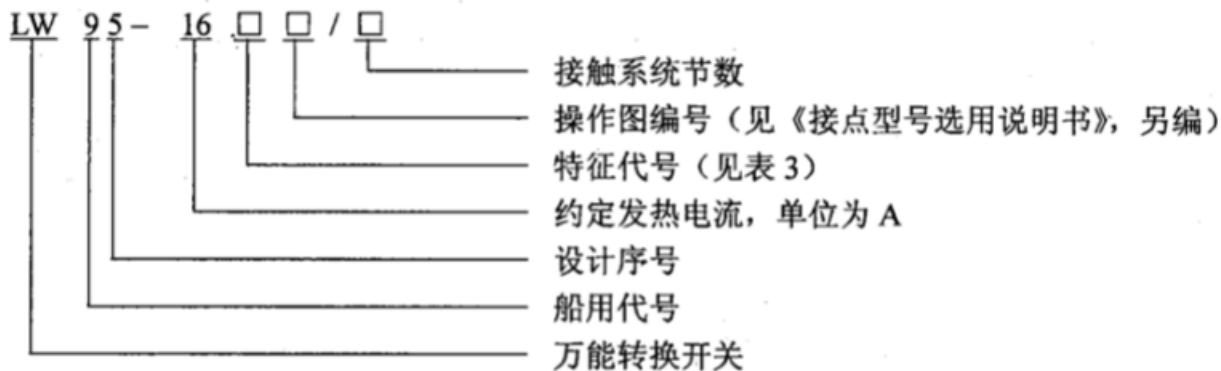 LW 95- 16 □ □ / □
接触系统节数
操作图编号（见《接点型号选用说明书》，另编）
特征代号（见表 3）
约定发热电流，单位为 A
设计序号
船用代号
万能转换开关